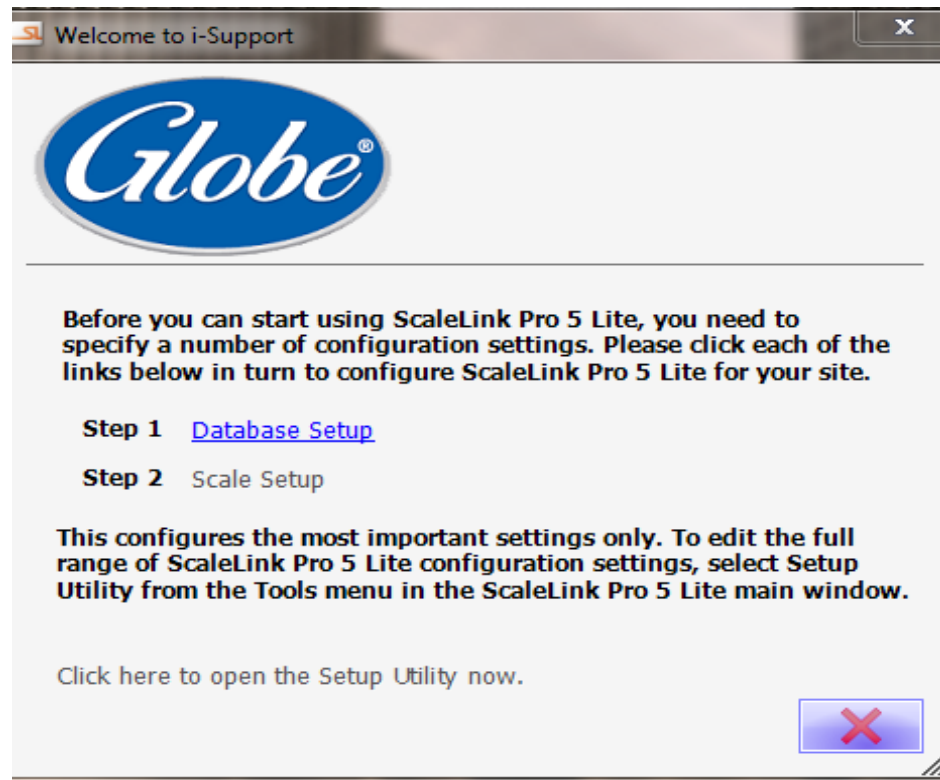 SL Welcome to i-Support
X
Globe®
Before you can start using ScaleLink Pro 5 Lite, you need to
specify a number of configuration settings. Please click each of the
links below in turn to configure ScaleLink Pro 5 Lite for your site.
Step 1 Database Setup
Step 2 Scale Setup
This configures the most important settings only. To edit the full
range of ScaleLink Pro 5 Lite configuration settings, select Setup
Utility from the Tools menu in the ScaleLink Pro 5 Lite main window.
Click here to open the Setup Utility now.